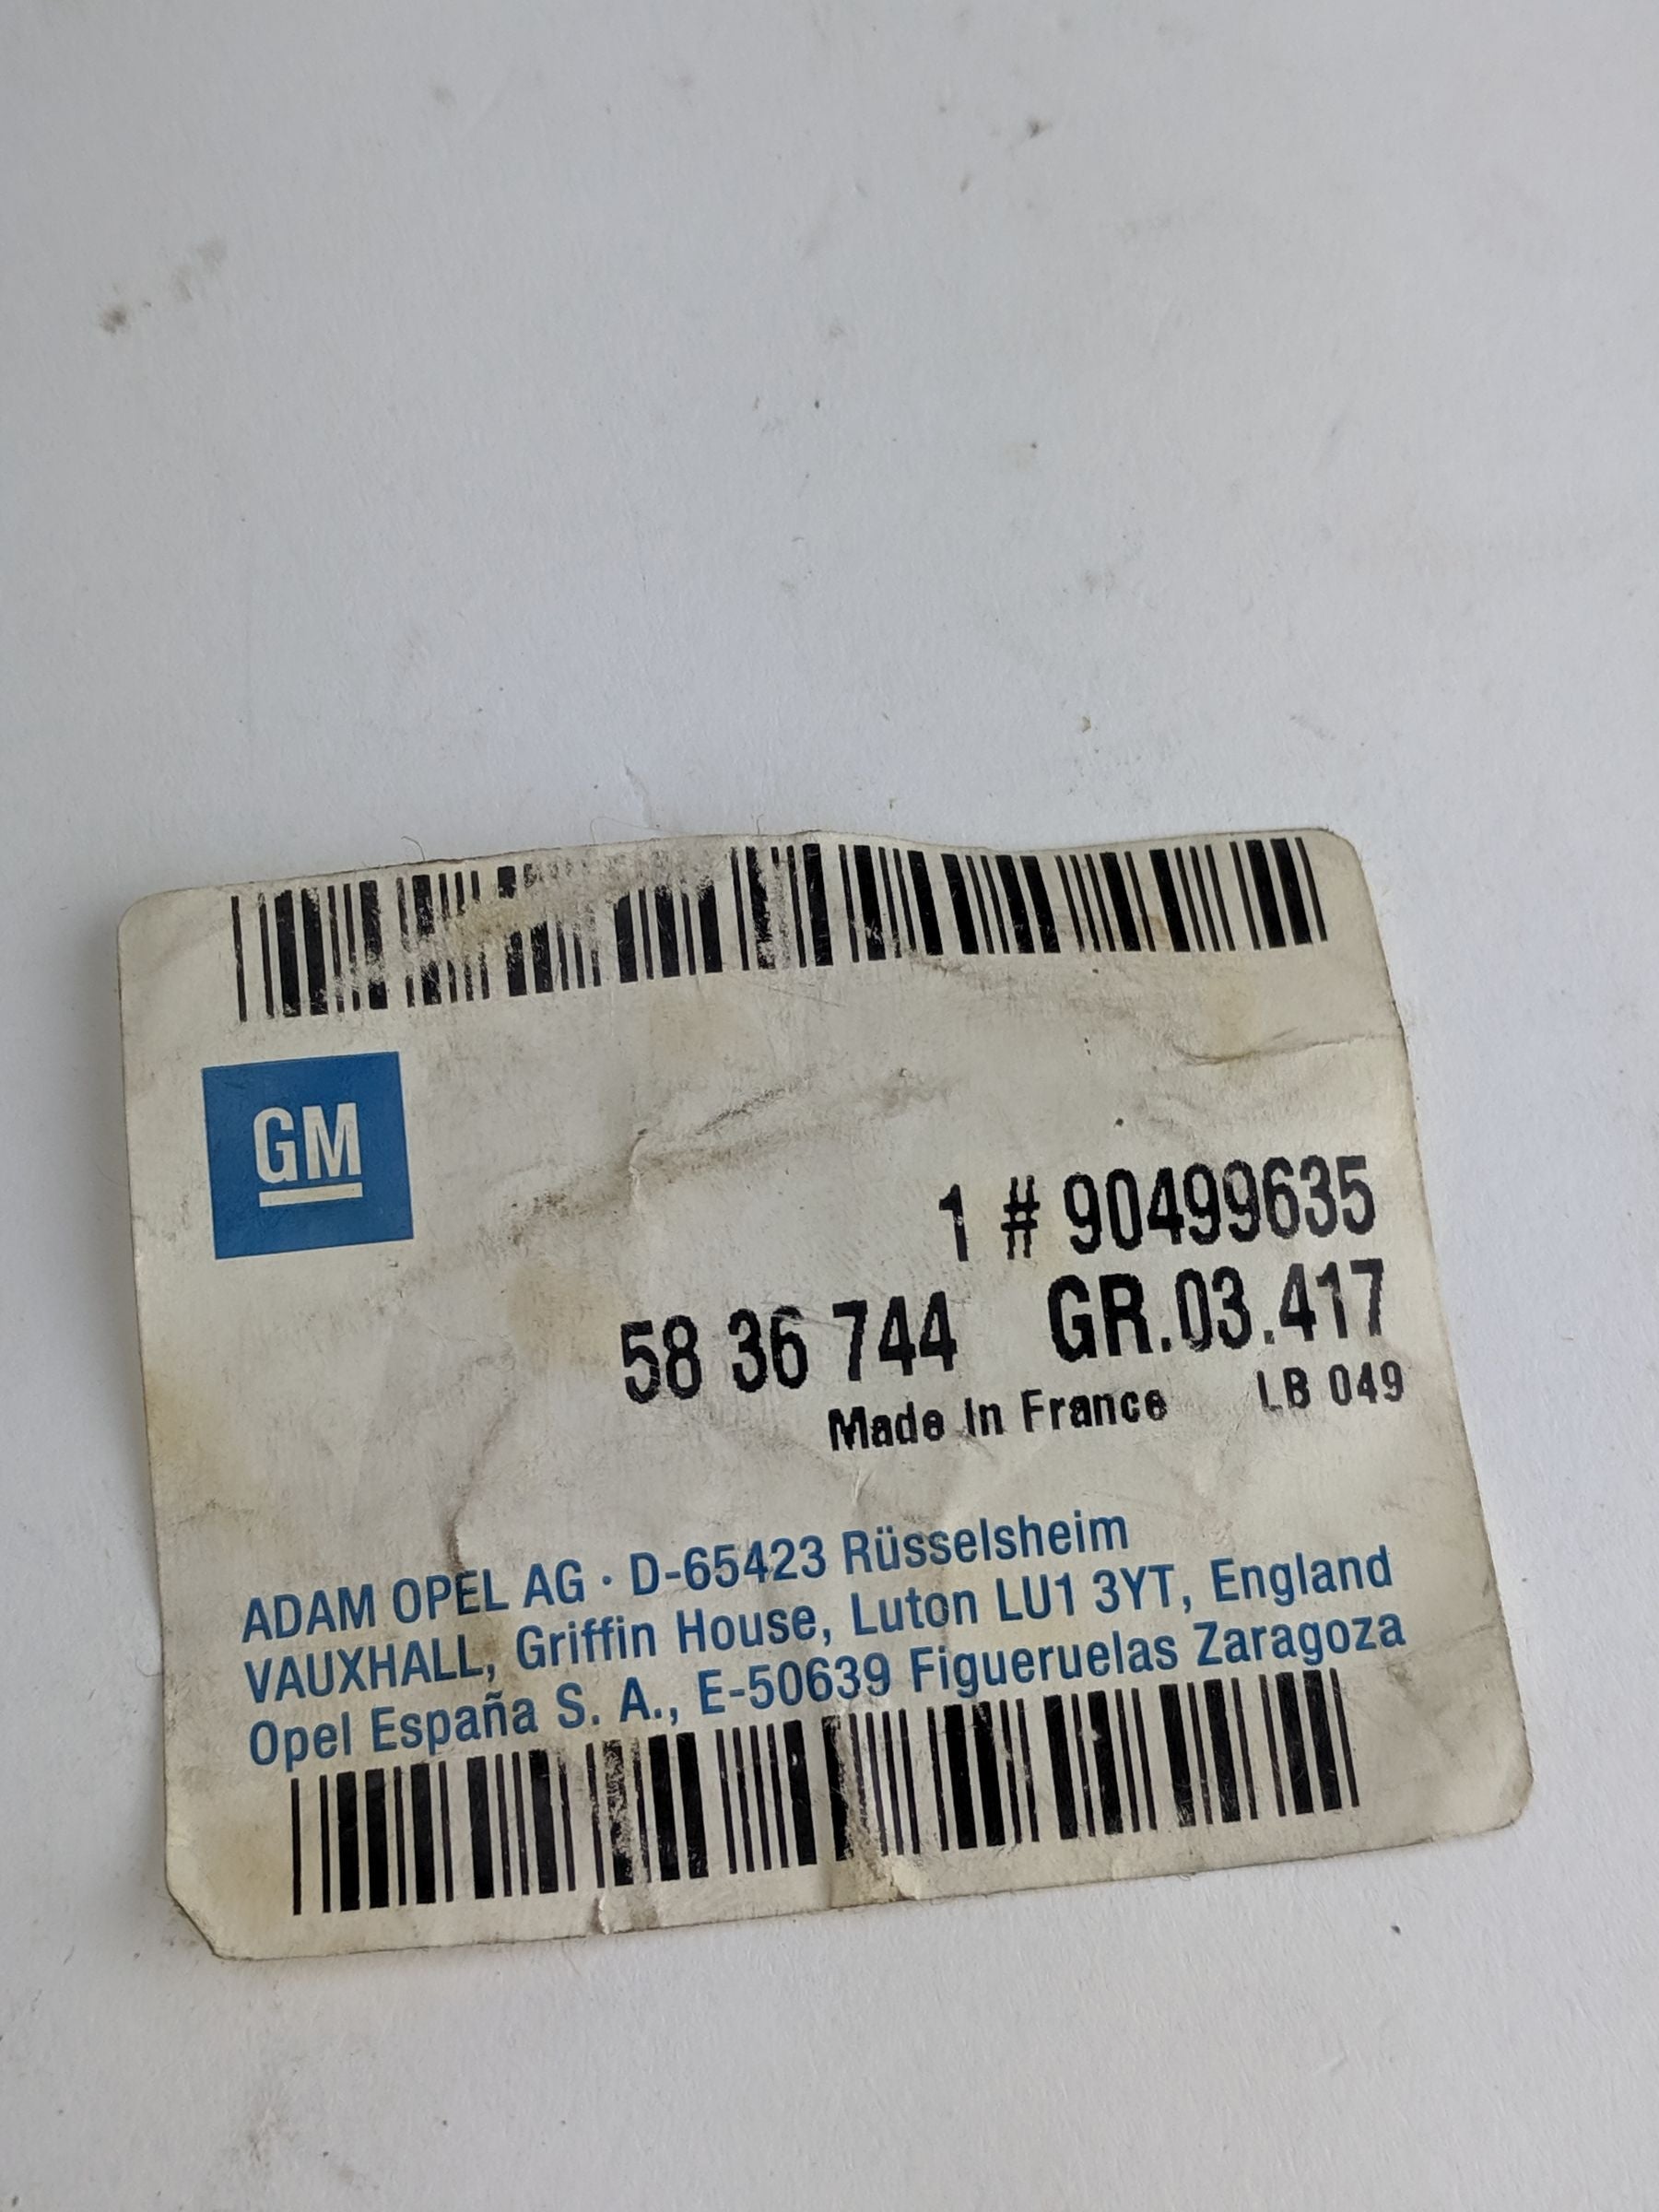 GM
1 # 90499635
58 36 744 GR.03.417
Made In France LB 049
ADAM OPEL AG · D-65423 Rüsselsheim
VAUXHALL, Griffin House, Luton LU1 3YT, England
Opel España S. A., E-50639 Figueruelas Zaragoza